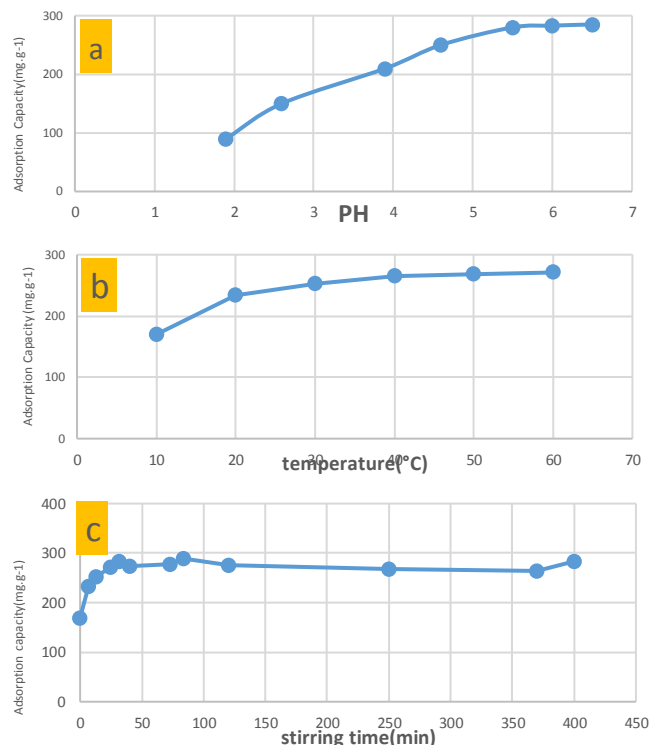 300
a
200
100
0
Adsorption Capacity(mg.g-1)
0 1 2 3 4 5 6 7
PH
300
b
200
100
0
Adsorption Capacity(mg.g-1)
0 10 20 30 40 50 60 70
temperature(°C)
400
c
300
200
100
0
Adsorption capacity(mg.g-1)
0 50 100 150 200 250 300 350 400 450
stirring time(min)